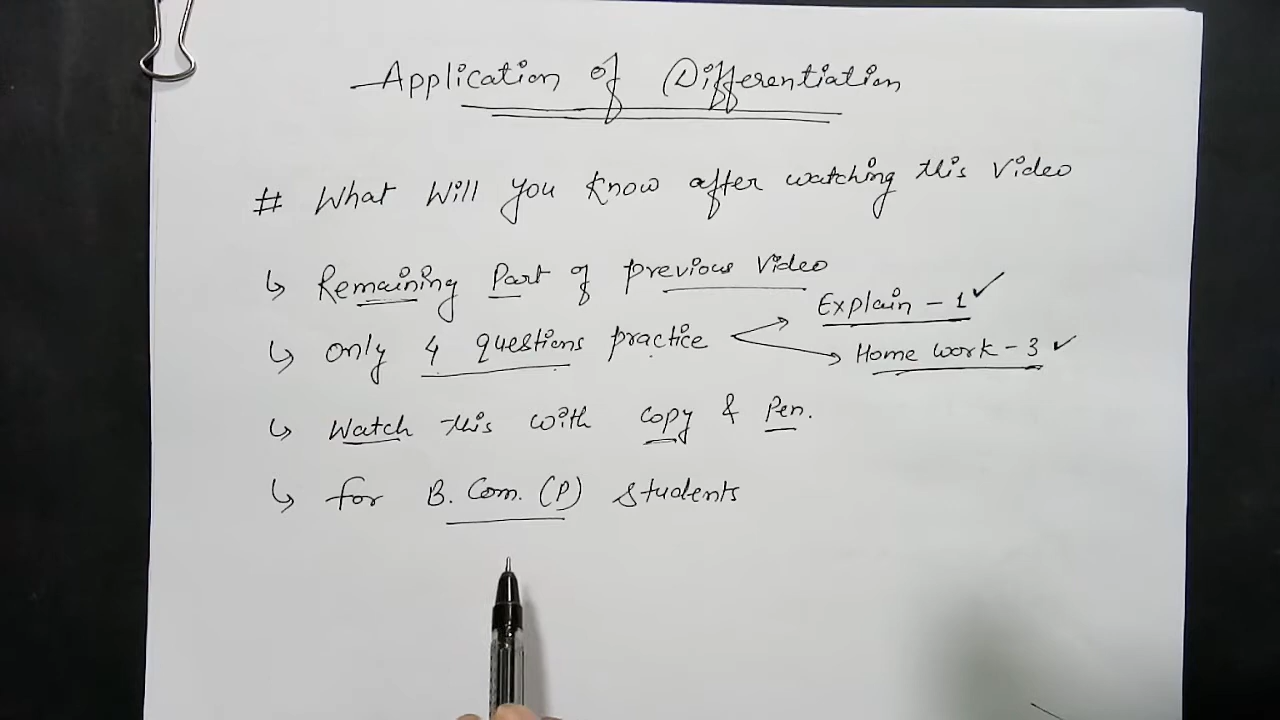 Application of Differentiation
# What Will you know after watching this Video
↳ Remaining Part of previous Video
↳ only 4 questions practice
Explain - 1 ✓
Home work - 3 ✓
↳ Watch this with copy & Pen.
↳ for B. Com. (P) Students